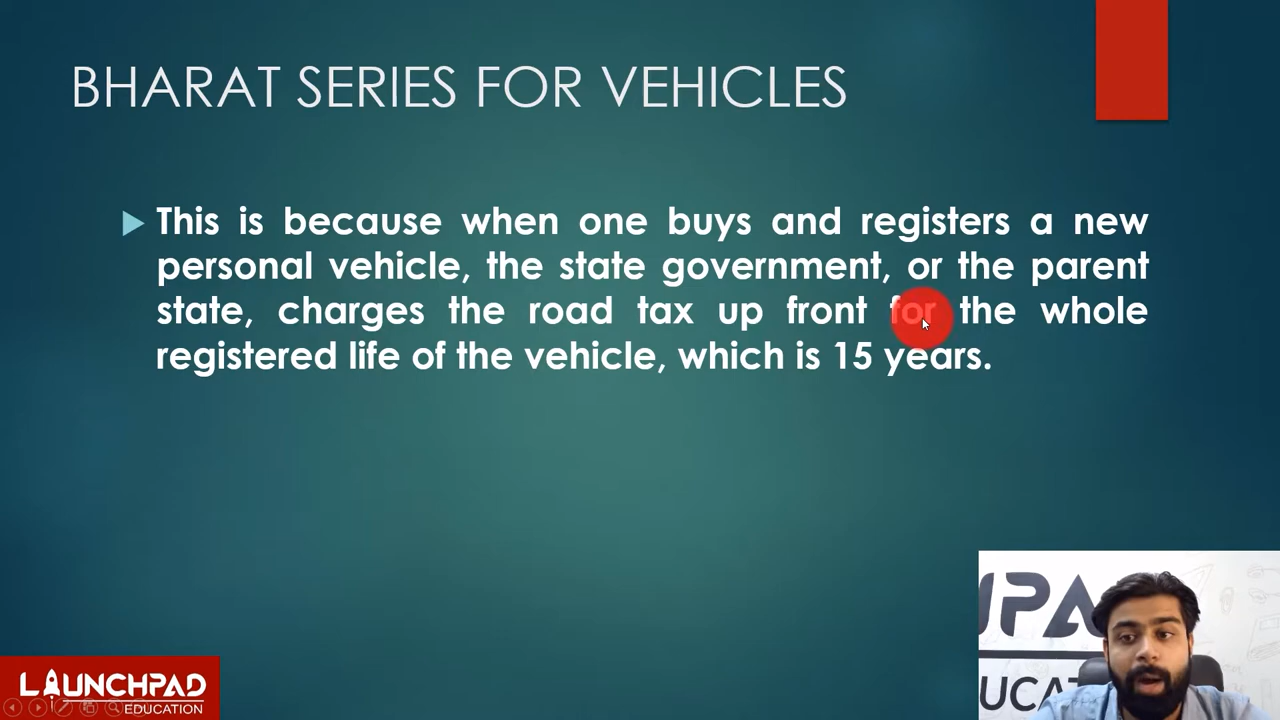 BHARAT SERIES FOR VEHICLES
This is because when one buys and registers a new
personal vehicle, the state government, or the parent
state, charges the road tax up front for the whole
registered life of the vehicle, which is 15 years.
LAUNCHPAD
EDUCATION